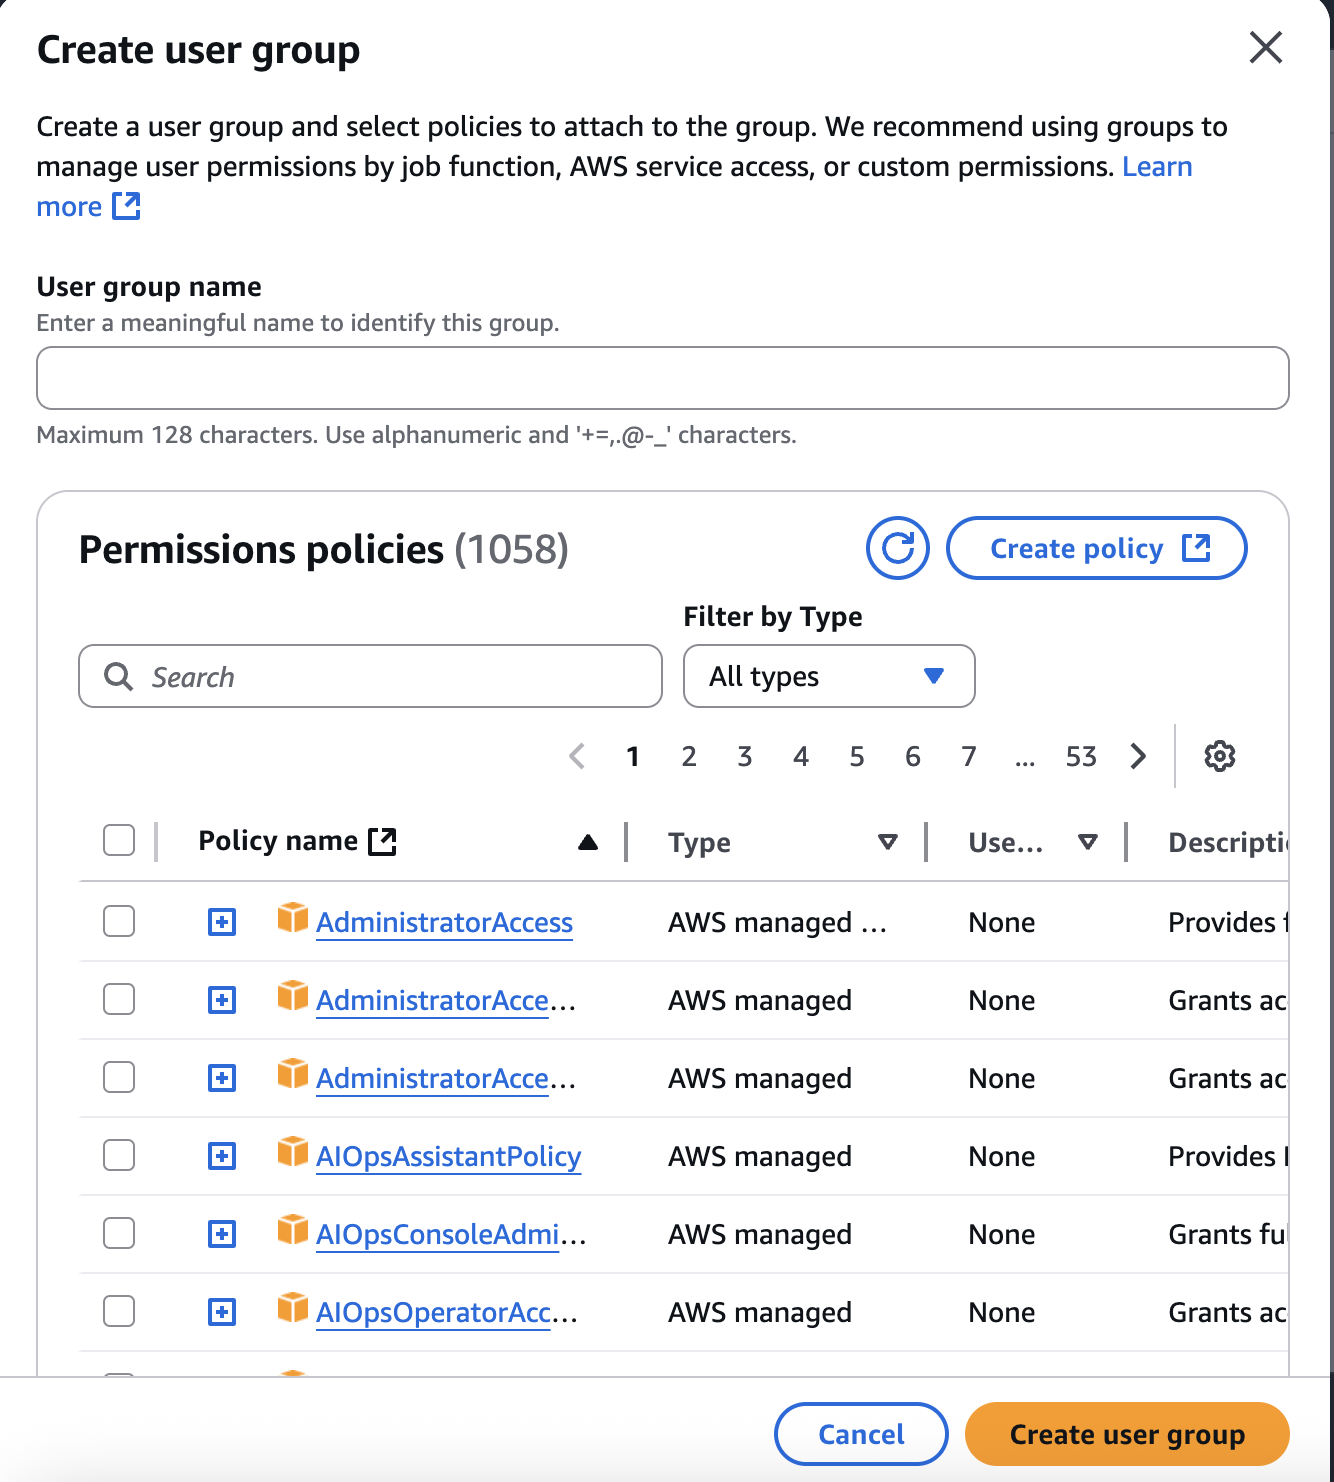 Create user group
Create a user group and select policies to attach to the group. We recommend using groups to
manage user permissions by job function, AWS service access, or custom permissions. Learn
more
User group name
Enter a meaningful name to identify this group.
Maximum 128 characters. Use alphanumeric and '+=,.@-_' characters.
Permissions policies (1058)
Create policy
Filter by Type
Search
All types
1 2 3 4 5 6 7 ... 53
Policy name Type Use... Descripti
AdministratorAccess AWS managed ... None Provides f
AdministratorAcce... AWS managed None Grants ac
AdministratorAcce... AWS managed None Grants ac
AIOpsAssistantPolicy AWS managed None Provides
AIOpsConsoleAdmi... AWS managed None Grants fu
AIOpsOperatorAcc... AWS managed None Grants ac
Cancel
Create user group